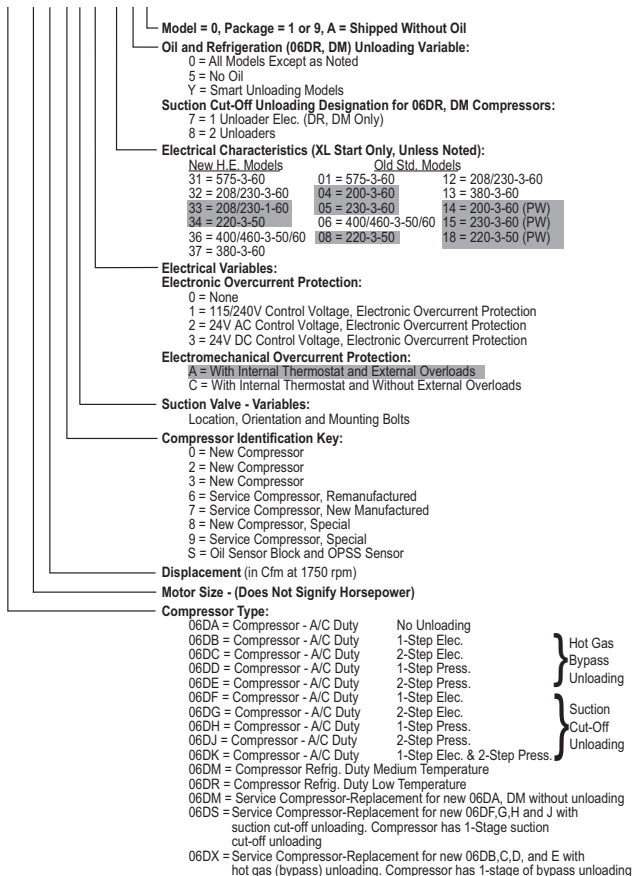 Model = 0, Package = 1 or 9, A = Shipped Without Oil
Oil and Refrigeration (06DR, DM) Unloading Variable:
0 = All Models Except as Noted
5 = No Oil
Y = Smart Unloading Models
Suction Cut-Off Unloading Designation for 06DR, DM Compressors:
7 = 1 Unloader Elec. (DR, DM Only)
8 = 2 Unloaders
Electrical Characteristics (XL Start Only, Unless Noted):
New H.E. Models Old Std. Models
31 = 575-3-60 01 = 575-3-60 12 = 208/230-3-60
32 = 208/230-3-60 04 = 200-3-60 13 = 380-3-60
33 = 208/230-1-60 05 = 230-3-60 14 = 200-3-60 (PW)
34 = 220-3-50 06 = 400/460-3-50/60 15 = 230-3-60 (PW)
36 = 400/460-3-50/60 08 = 220-3-50 18 = 220-3-50 (PW)
37 = 380-3-60
Electrical Variables:
Electronic Overcurrent Protection:
0 = None
1 = 115/240V Control Voltage, Electronic Overcurrent Protection
2 = 24V AC Control Voltage, Electronic Overcurrent Protection
3 = 24V DC Control Voltage, Electronic Overcurrent Protection
Electromechanical Overcurrent Protection:
A = With Internal Thermostat and External Overloads
C = With Internal Thermostat and Without External Overloads
Suction Valve - Variables:
Location, Orientation and Mounting Bolts
Compressor Identification Key:
0 = New Compressor
2 = New Compressor
3 = New Compressor
6 = Service Compressor, Remanufactured
7 = Service Compressor, New Manufactured
8 = New Compressor, Special
9 = Service Compressor, Special
S = Oil Sensor Block and OPSS Sensor
Displacement (in Cfm at 1750 rpm)
Motor Size - (Does Not Signify Horsepower)
Compressor Type:
06DA = Compressor - A/C Duty No Unloading
06DB = Compressor - A/C Duty 1-Step Elec.
06DC = Compressor - A/C Duty 2-Step Elec.
06DD = Compressor - A/C Duty 1-Step Press.
06DE = Compressor - A/C Duty 2-Step Press.
Hot Gas
Bypass
Unloading
06DF = Compressor - A/C Duty 1-Step Elec.
06DG = Compressor - A/C Duty 2-Step Elec.
06DH = Compressor - A/C Duty 1-Step Press.
06DJ = Compressor - A/C Duty 2-Step Press.
06DK = Compressor - A/C Duty 1-Step Elec. & 2-Step Press.
Suction
Cut-Off
Unloading
06DM = Compressor Refrig. Duty Medium Temperature
06DR = Compressor Refrig. Duty Low Temperature
06DM = Service Compressor-Replacement for new 06DA, DM without unloading
06DS = Service Compressor-Replacement for new 06DF,G,H and J with
suction cut-off unloading. Compressor has 1-Stage suction
cut-off unloading
06DX = Service Compressor-Replacement for new 06DB,C,D, and E with
hot gas (bypass) unloading. Compressor has 1-stage of bypass unloading